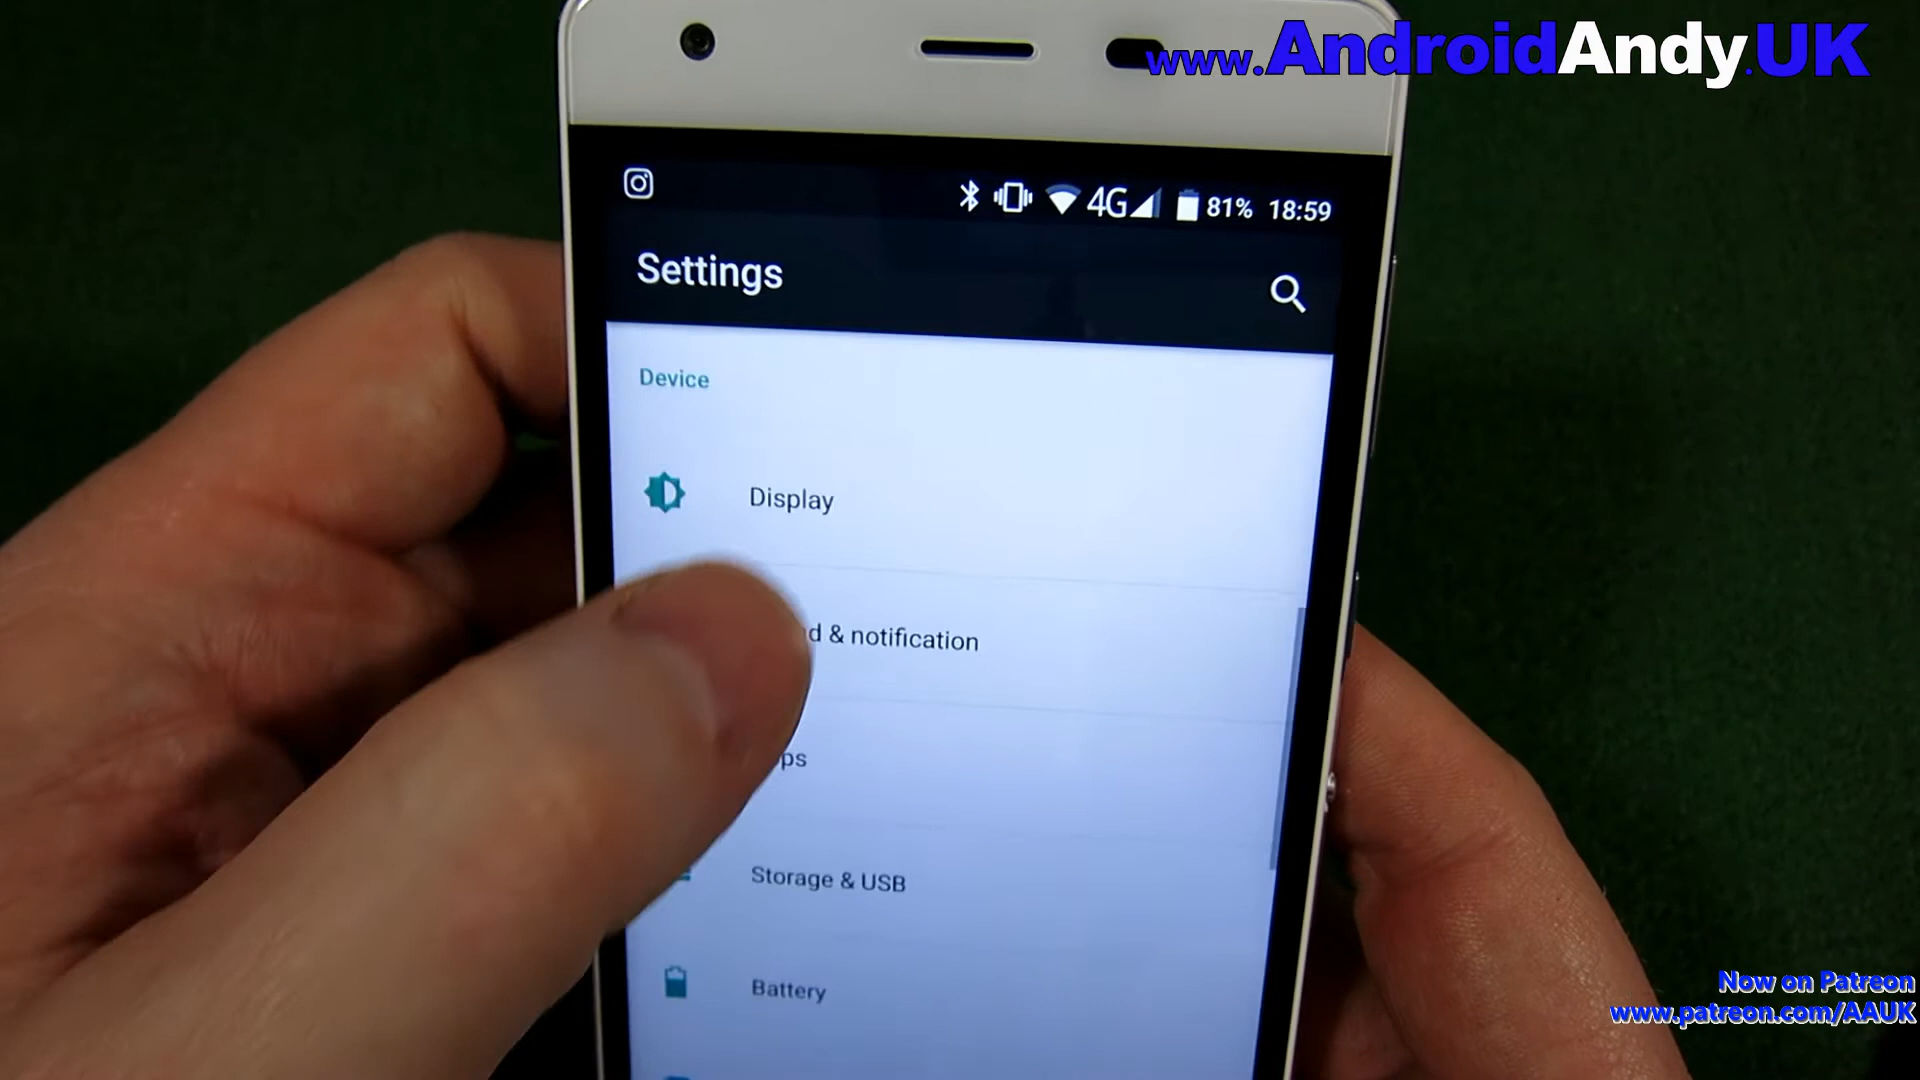 www.AndroidAndy.UK
4G 81% 18:59
Settings
Device
Display
& notification
Storage & USB
Battery
Now on Patreon
www.patreon.com/AAUK